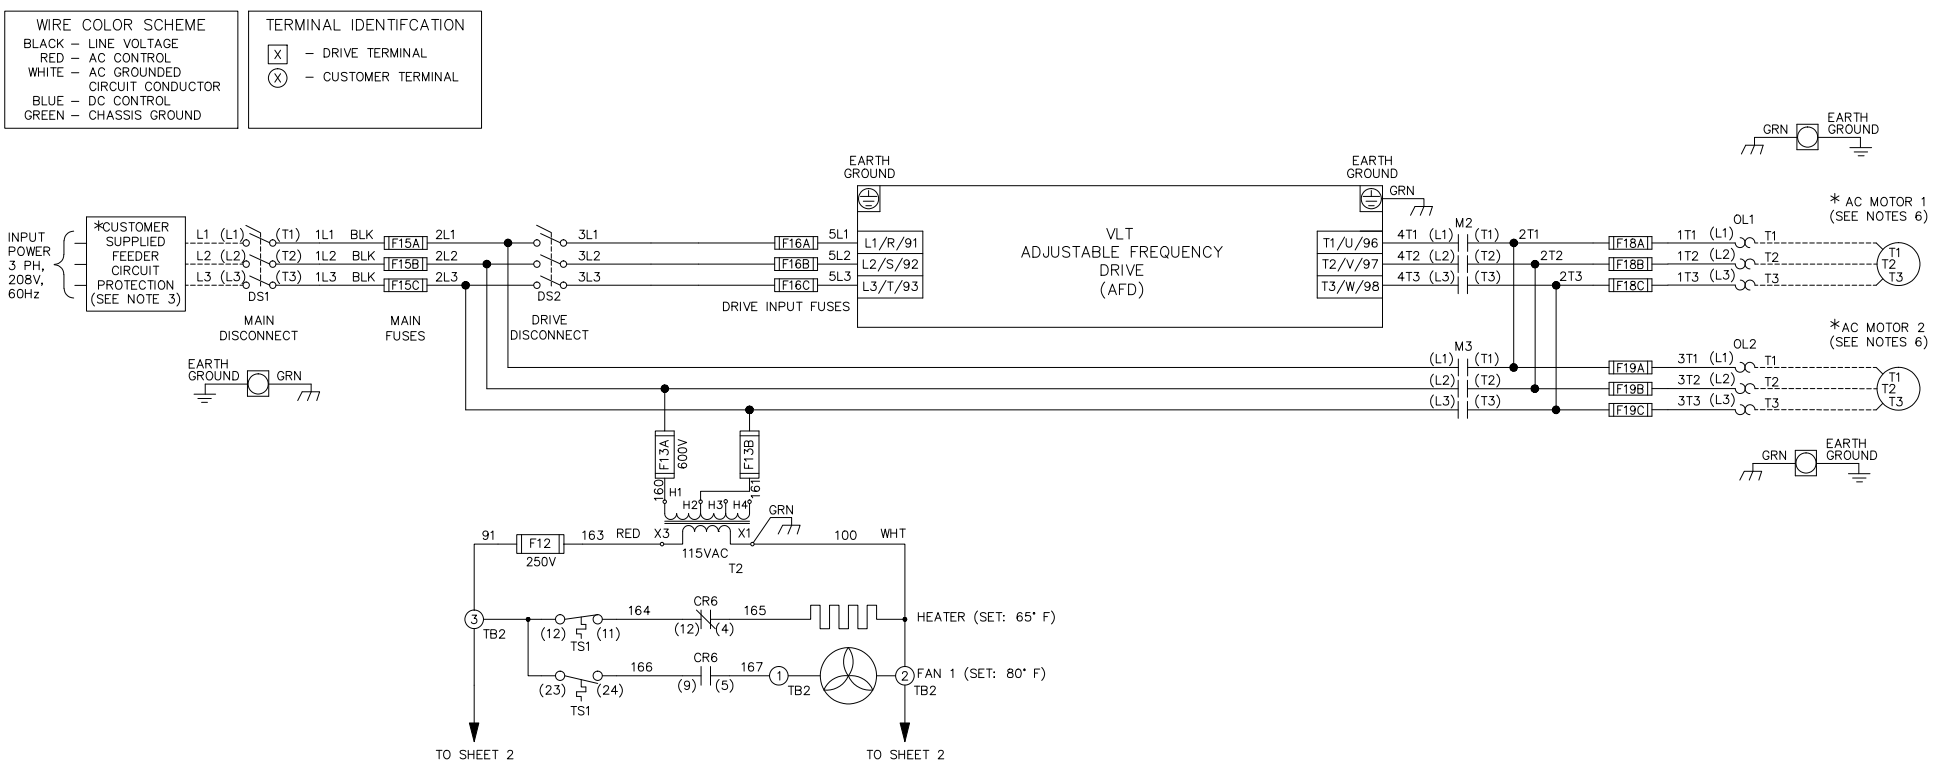 WIRE COLOR SCHEME
BLACK – LINE VOLTAGE
RED – AC CONTROL
WHITE – AC GROUNDED
CIRCUIT CONDUCTOR
BLUE – DC CONTROL
GREEN – CHASSIS GROUND
TERMINAL IDENTIFCATION
X – DRIVE TERMINAL
X – CUSTOMER TERMINAL
INPUT
POWER
3 PH,
208V,
60Hz
*CUSTOMER
SUPPLIED
FEEDER
CIRCUIT
PROTECTION
(SEE NOTE 3)
L1 (L1) (T1) 1L1 BLK F15A 2L1 3L1 F16A 5L1 L1/R/91
L2 (L2) (T2) 1L2 BLK F15B 2L2 3L2 F16B 5L2 L2/S/92
L3 (L3) (T3) 1L3 BLK F15C 2L3 3L3 F16C 5L3 L3/T/93
DS1
MAIN
DISCONNECT
MAIN
FUSES
DS2
DRIVE
DISCONNECT
DRIVE INPUT FUSES
EARTH
GROUND
GRN
EARTH
GROUND
VLT
ADJUSTABLE FREQUENCY
DRIVE
(AFD)
EARTH
GROUND
GRN
M2
T1/U/96 4T1 (L1) (T1) 2T1 F18A 1T1 (L1) T1
T2/V/97 4T2 (L2) (T2) 2T2 F18B 1T2 (L2) T2
T3/W/98 4T3 (L3) (T3) 2T3 F18C 1T3 (L3) T3
OL1
GRN
EARTH
GROUND
* AC MOTOR 1
(SEE NOTES 6)
T1
T2
T3
M3
(L1) (T1) F19A 3T1 (L1) T1
(L2) (T2) F19B 3T2 (L2) T2
(L3) (T3) F19C 3T3 (L3) T3
OL2
*AC MOTOR 2
(SEE NOTES 6)
T1
T2
T3
GRN
EARTH
GROUND
F13A
600V
F13B
160
161
H1
H2 H3 H4
GRN
91 F12 163 RED X3 X1 100 WHT
250V
115VAC
T2
3
TB2
164 CR6 165
(12) (11) (12) (4)
TS1
HEATER (SET: 65° F)
166 CR6 167 1
(23) (24) (9) (5) TB2
TS1
2 FAN 1 (SET: 80° F)
TB2
TO SHEET 2
TO SHEET 2